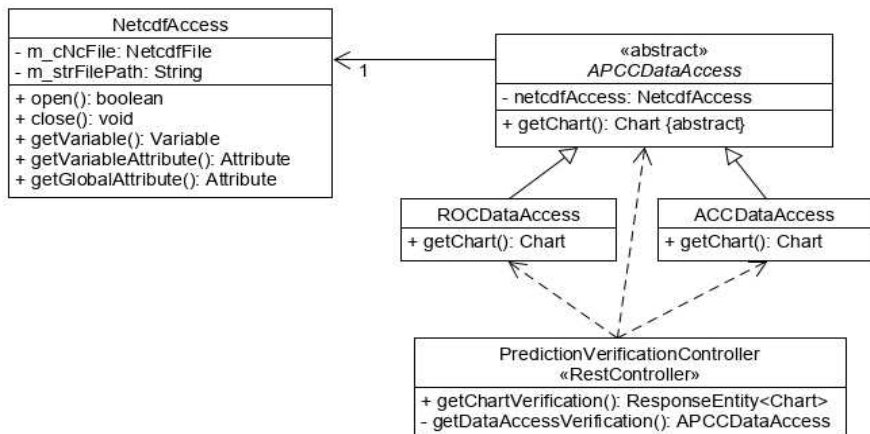 NetcdfAccess
- m_cNcFile: NetcdfFile
- m_strFilePath: String
+ open(): boolean
+ close(): void
+ getVariable(): Variable
+ getVariableAttribute(): Attribute
+ getGlobalAttribute(): Attribute
1
«abstract»
APCCDataAccess
- netcdfAccess: NetcdfAccess
+ getChart(): Chart {abstract}
ROCDataAccess
+ getChart(): Chart
ACCDataAccess
+ getChart(): Chart
PredictionVerificationController
«RestController»
+ getChartVerification(): ResponseEntity<Chart>
- getDataAccessVerification(): APCCDataAccess